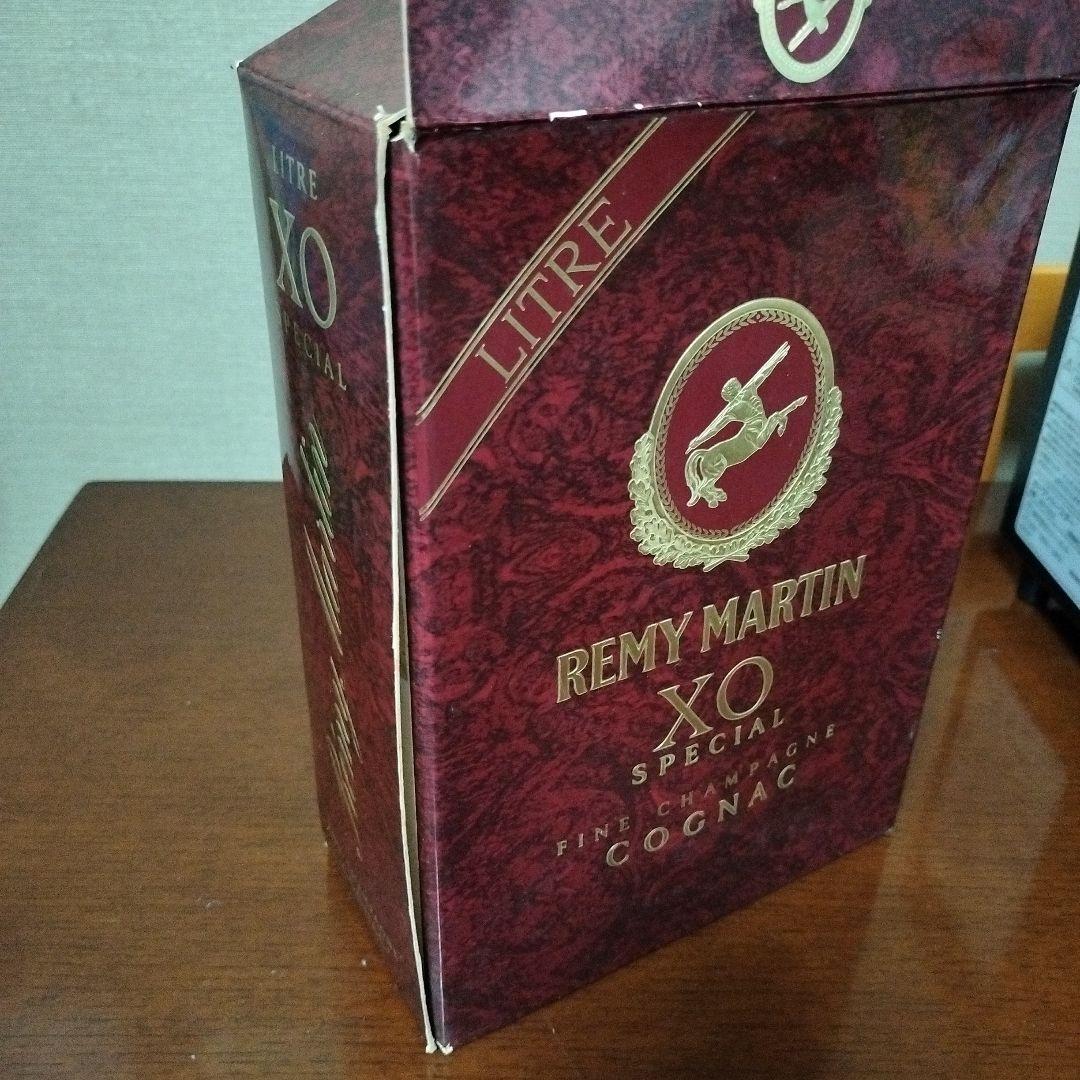 LITRE
XO
SPECIAL
LITRE
REMY MARTIN
XO
SPECIAL
FINE CHAMPAGNE
COGNAC